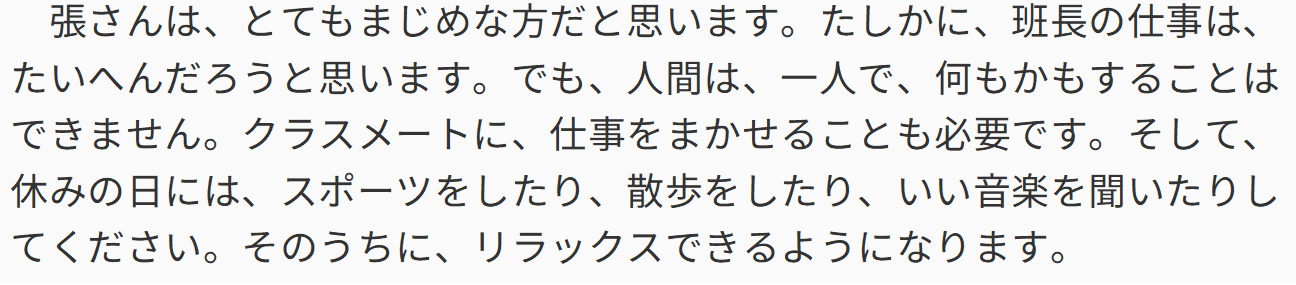 張さんは、とてもまじめな方だと思います。たしかに、班長の仕事は、
たいへんだろうと思います。でも、人間は、一人で、何もかもすることは
できません。クラスメートに、仕事をまかせることも必要です。そして、
休みの日には、スポーツをしたり、散歩をしたり、いい音楽を聞いたりし
てください。そのうちに、リラックスできるようになります。